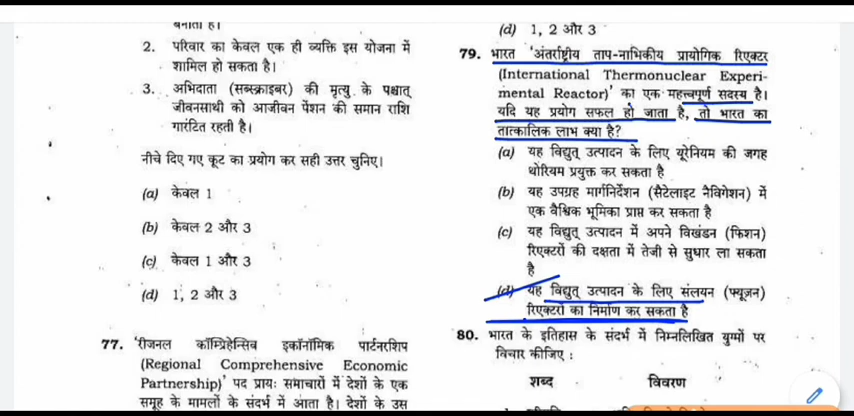 बनाता है।
2. परिवार का केवल एक ही व्यक्ति इस योजना में
शामिल हो सकता है।
3. अभिदाता (सब्स्क्राइबर) की मृत्यु के पश्चात्
जीवनसाथी को आजीवन पेंशन की समान राशि
गारंटित रहती है।
नीचे दिए गए कूट का प्रयोग कर सही उत्तर चुनिए।
(a) केवल 1
(b) केवल 2 और 3
(c) केवल 1 और 3
(d) 1, 2 और 3
77. 'रीजनल कॉम्प्रिहेन्सिव इकॉनॉमिक पार्टनरशिप
(Regional Comprehensive Economic
Partnership)' पद प्रायः समाचारों में देशों के एक
समूह के मामलों के संदर्भ में आता है। देशों के उस
(d) 1, 2 और 3
79. भारत 'अंतर्राष्ट्रीय ताप-नाभिकीय प्रायोगिक रिएक्टर
(International Thermonuclear Experi-
mental Reactor)' का एक महत्त्वपूर्ण सदस्य है।
यदि यह प्रयोग सफल हो जाता है, तो भारत का
तात्कालिक लाभ क्या है?
(a) यह विद्युत् उत्पादन के लिए यूरेनियम की जगह
थोरियम प्रयुक्त कर सकता है
(b) यह उपग्रह मार्गनिर्देशन (सैटेलाइट नैविगेशन) में
एक वैश्विक भूमिका प्राप्त कर सकता है
(c) यह विद्युत् उत्पादन में अपने विखंडन (फिशन)
रिएक्टरों की दक्षता में तेजी से सुधार ला सकता
है
(d) यह विद्युत् उत्पादन के लिए संलयन (फ्यूज़न)
रिएक्टरों का निर्माण कर सकता है
80. भारत के इतिहास के संदर्भ में निम्नलिखित युग्मों पर
विचार कीजिए :
शब्द विवरण